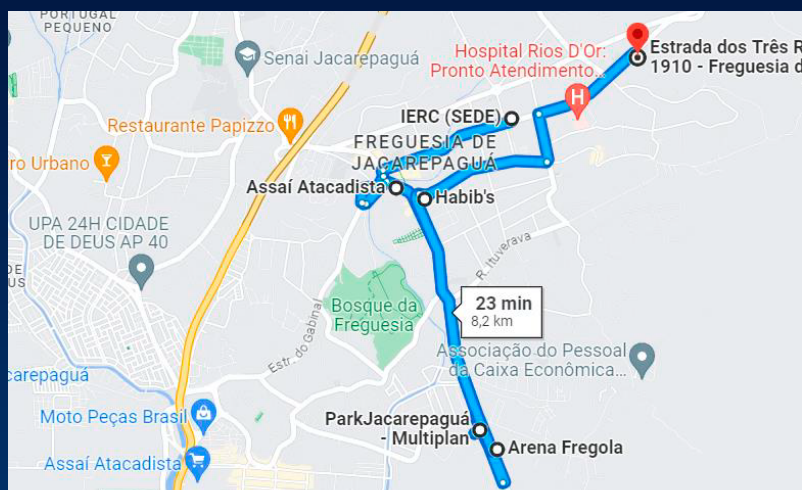 PORTUGAL
PEQUENO
Senai Jacarepaguá
Hospital Rios D'Or:
Pronto Atendimento...
Estrada dos Três R
1910 - Freguesia d
H
IERC (SEDE)
Restaurante Papizzo
FREGUESIA DE
JACAREPAGUÁ
ro Urbano
Assaí Atacadista
Habib's
UPA 24H CIDADE
DE DEUS AP 40
DE
US
R. Ituverava
Bosque da
Freguesia
23 min
8,2 km
Estr. do Gabinal
Associação do Pessoal
da Caixa Econômica...
carepaguá
Moto Peças Brasil
ParkJacarepaguá
- Multiplan
Arena Fregola
Assaí Atacadista